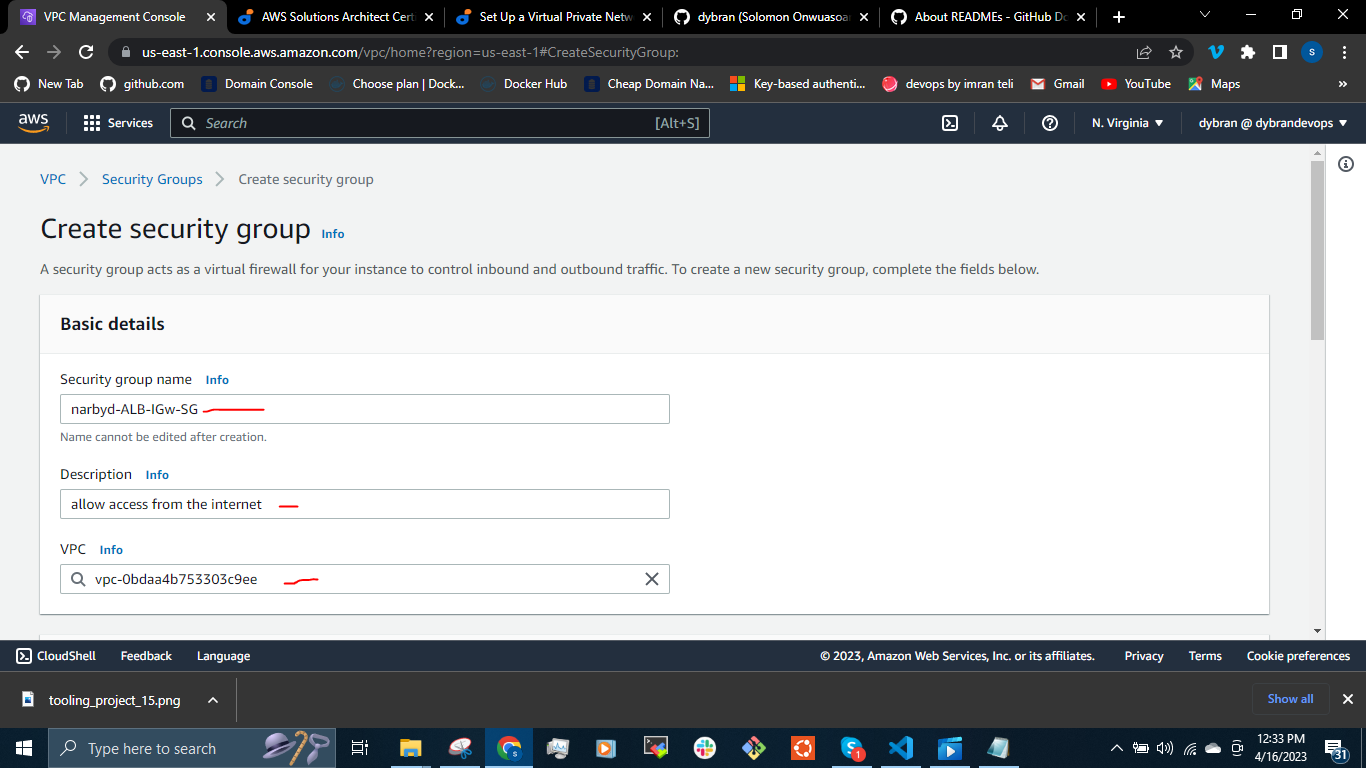 VPC Management Console
AWS Solutions Architect Cert
Set Up a Virtual Private Netw
dybran (Solomon Onwuasoa
About READMEs - GitHub Do
us-east-1.console.aws.amazon.com/vpc/home?region=us-east-1#CreateSecurityGroup:
s
New Tab
github.com
Domain Console
Choose plan | Dock...
Docker Hub
Cheap Domain Na...
Key-based authenti...
devops by imran teli
Gmail
YouTube
Maps
»
aws
Services
Search
[Alt+S]
N. Virginia
dybran @ dybrandevops
VPC
Security Groups
Create security group
Create security group Info
A security group acts as a virtual firewall for your instance to control inbound and outbound traffic. To create a new security group, complete the fields below.
Basic details
Security group name Info
narbyd-ALB-IGw-SG
Name cannot be edited after creation.
Description Info
allow access from the internet
VPC Info
vpc-0bdaa4b753303c9ee
CloudShell
Feedback
Language
© 2023, Amazon Web Services, Inc. or its affiliates.
Privacy
Terms
Cookie preferences
tooling_project_15.png
Show all
Type here to search
S
1
12:33 PM
4/16/2023
31